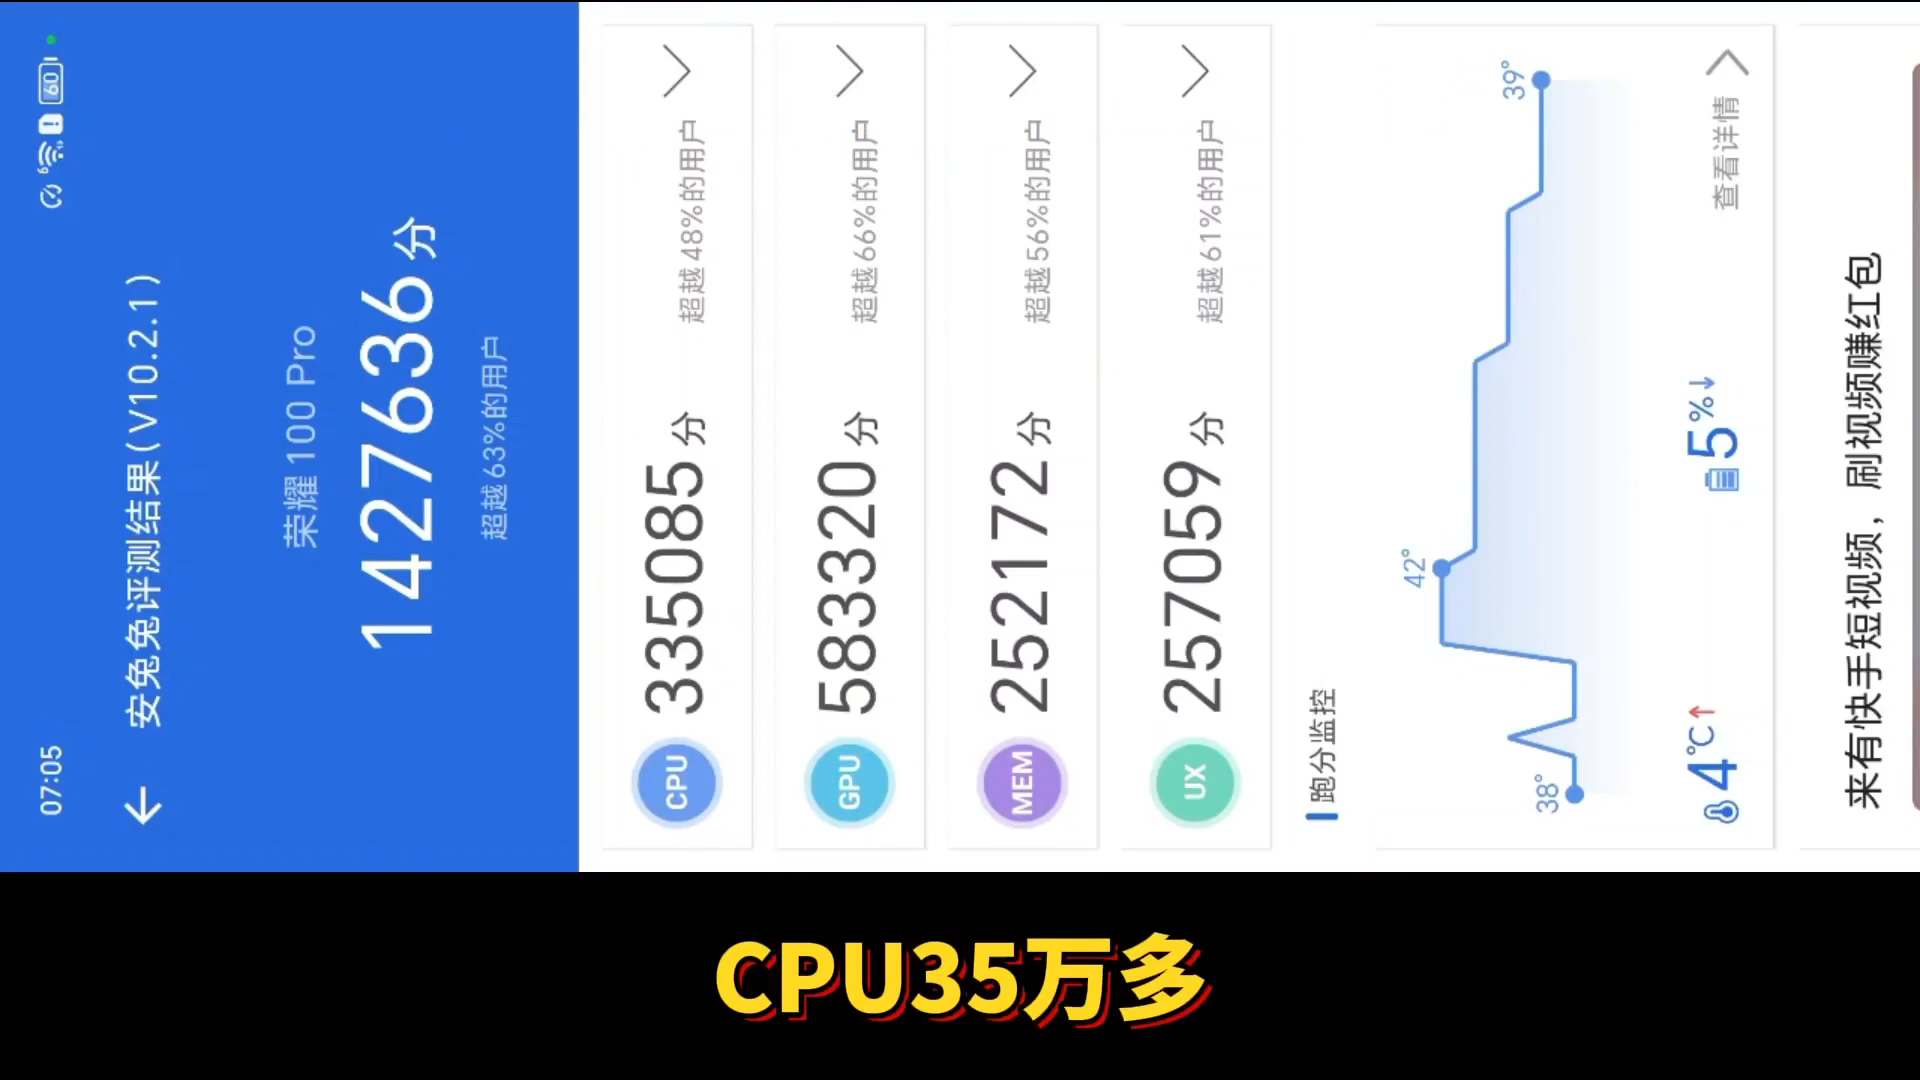 07:05
60
安兔兔评测结果(V10.2.1)
荣耀100 Pro
1427636分
超越63%的用户
CPU 335085分 超越48%的用户
GPU 583320分 超越66%的用户
MEM 252172分 超越56%的用户
UX 257059分 超越61%的用户
跑分监控
38° 42° 39°
4℃↑ 5%↓ 查看详情
来有快手短视频，刷视频赚红包
CPU35万多